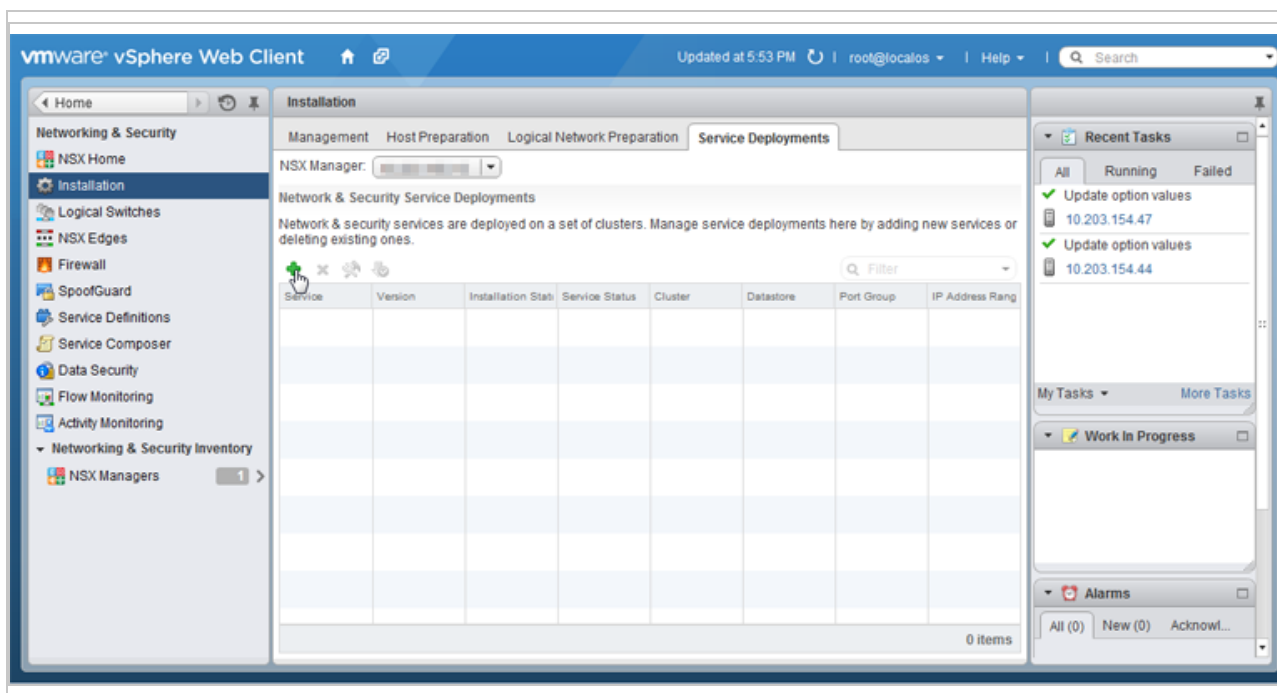 vmware® vSphere Web Client
Updated at 5:53 PM
root@localos
Help
Search
Home
Networking & Security
NSX Home
Installation
Logical Switches
NSX Edges
Firewall
SpoofGuard
Service Definitions
Service Composer
Data Security
Flow Monitoring
Activity Monitoring
Networking & Security Inventory
NSX Managers
1
Installation
Management
Host Preparation
Logical Network Preparation
Service Deployments
NSX Manager:
Network & Security Service Deployments
Network & security services are deployed on a set of clusters. Manage service deployments here by adding new services or
deleting existing ones.
Filter
Service
Version
Installation Stat
Service Status
Cluster
Datastore
Port Group
IP Address Rang
0 items
Recent Tasks
All
Running
Failed
Update option values
10.203.154.47
Update option values
10.203.154.44
My Tasks
More Tasks
Work In Progress
Alarms
All (0)
New (0)
Acknowl...